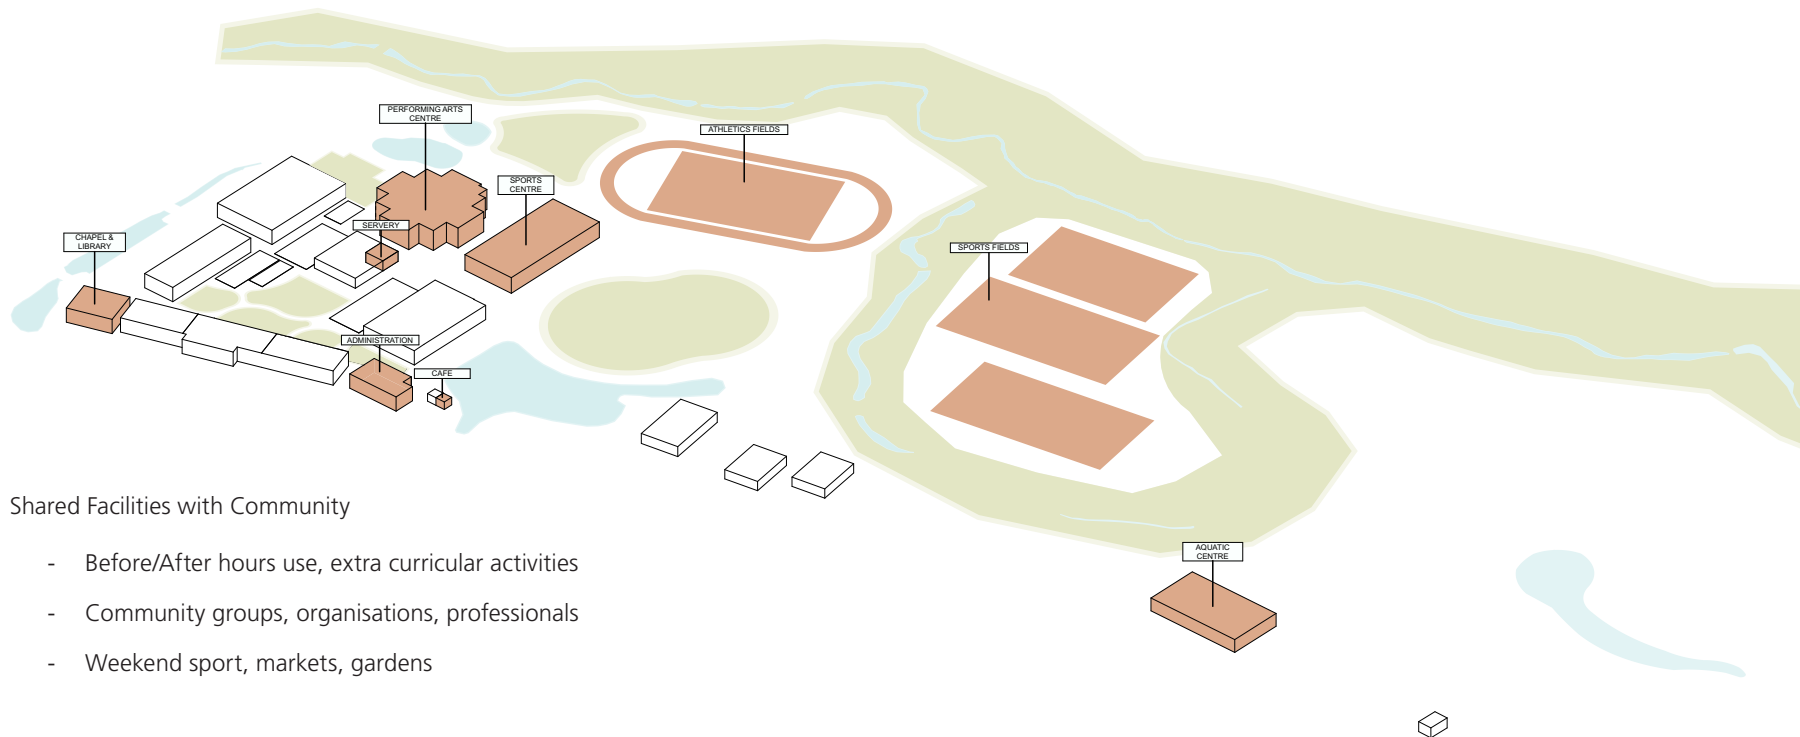 PERFORMING ARTS
CENTRE
ATHLETICS FIELDS
SPORTS
CENTRE
SERVERY
CHAPEL &
LIBRARY
SPORTS FIELDS
ADMINISTRATION
CAFE
Shared Facilities with Community
- Before/After hours use, extra curricular activities
- Community groups, organisations, professionals
- Weekend sport, markets, gardens
AQUATIC
CENTRE